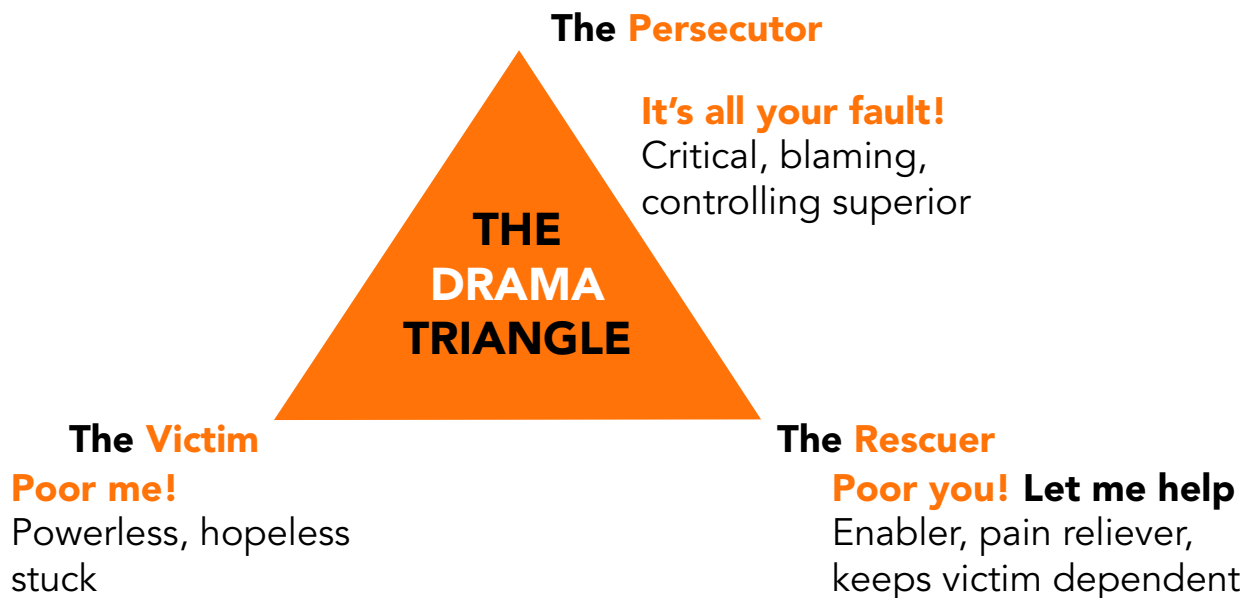 The Persecutor
It's all your fault!
Critical, blaming,
controlling superior
THE
DRAMA
TRIANGLE
The Victim
Poor me!
Powerless, hopeless
stuck
The Rescuer
Poor you! Let me help
Enabler, pain reliever,
keeps victim dependent